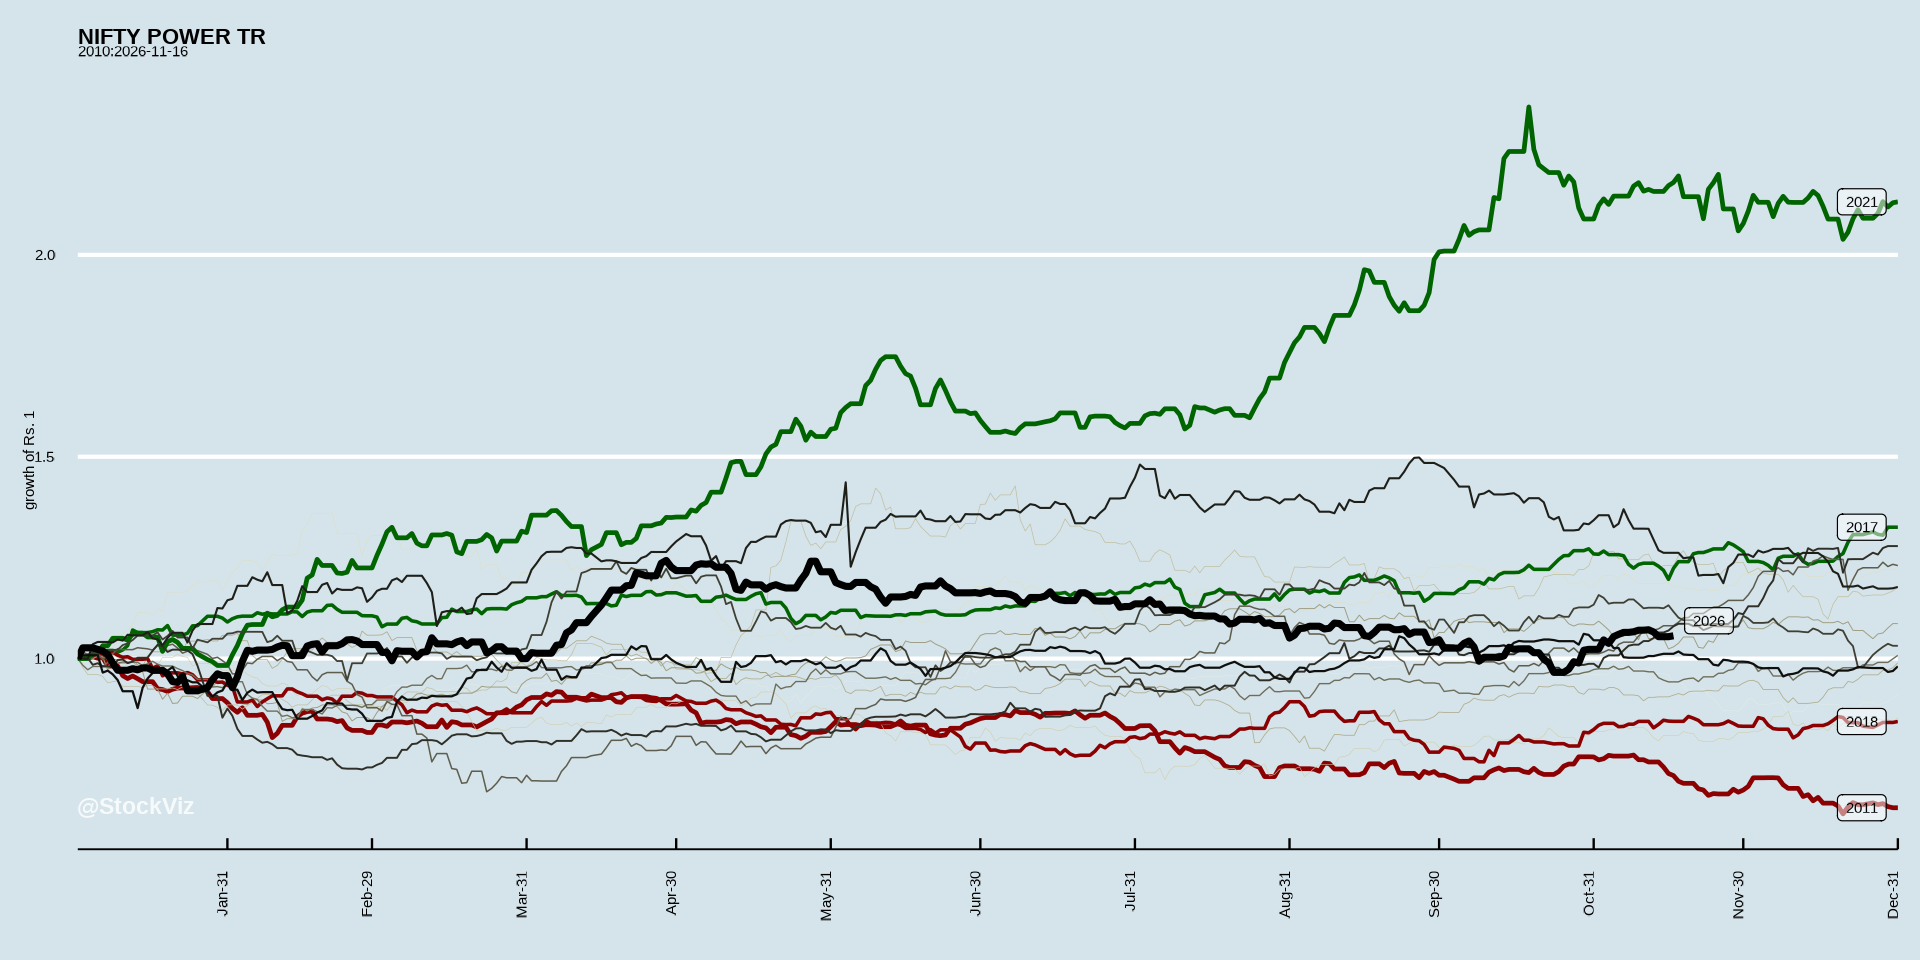 NIFTY POWER TR
2010:2026-11-16
growth of Rs. 1
2.0
1.5
1.0
2021
2017
2026
2018
2011
@StockViz
Jan-31
Feb-29
Mar-31
Apr-30
May-31
Jun-30
Jul-31
Aug-31
Sep-30
Oct-31
Nov-30
Dec-31